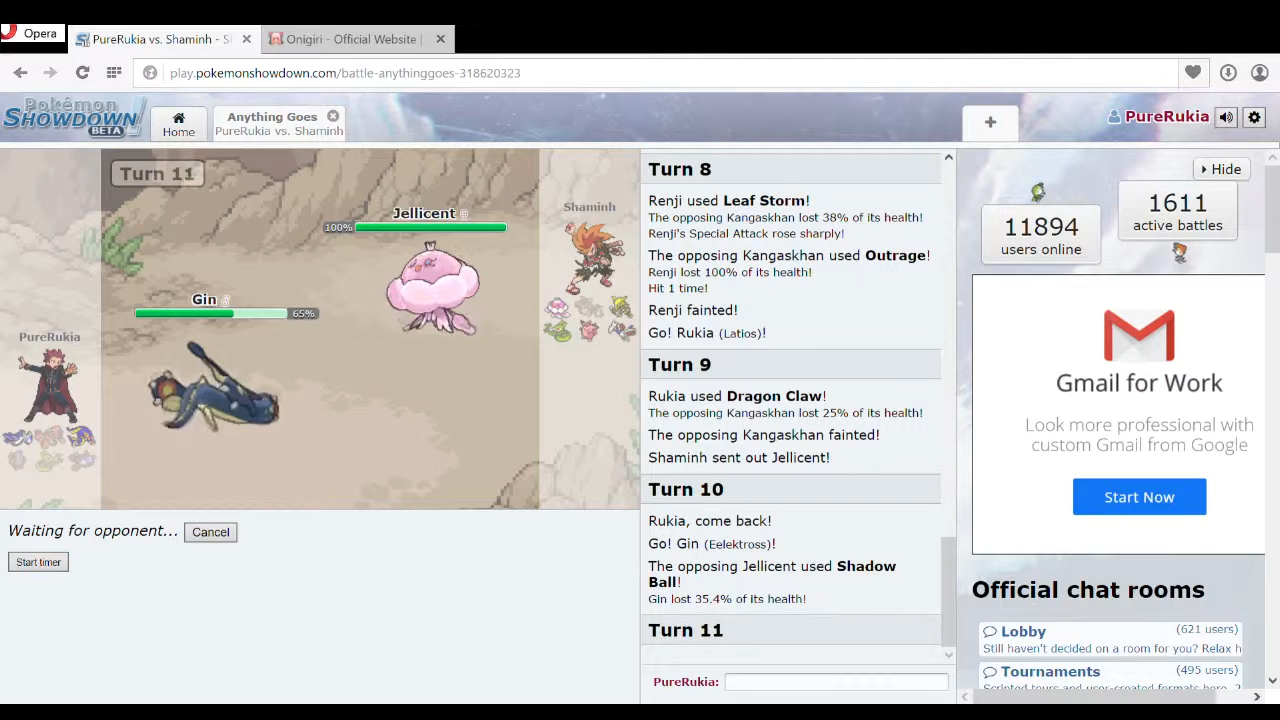 Opera
PureRukia vs. Shaminh - S
Onigiri - Official Website |
play.pokemonshowdown.com/battle-anythinggoes-318620323
Pokémon
SHOWDOWN!
BETA
Home
Anything Goes
PureRukia vs. Shaminh
+
PureRukia
Turn 11
Jellicent
100%
Shaminh
Gin
65%
PureRukia
Waiting for opponent... Cancel
Start timer
Turn 8
Renji used Leaf Storm!
The opposing Kangaskhan lost 38% of its health!
Renji's Special Attack rose sharply!
The opposing Kangaskhan used Outrage!
Renji lost 100% of its health!
Hit 1 time!
Renji fainted!
Go! Rukia (Latios)!
Turn 9
Rukia used Dragon Claw!
The opposing Kangaskhan lost 25% of its health!
The opposing Kangaskhan fainted!
Shaminh sent out Jellicent!
Turn 10
Rukia, come back!
Go! Gin (Eelektross)!
The opposing Jellicent used Shadow
Ball!
Gin lost 35.4% of its health!
Turn 11
PureRukia:
Hide
11894
users online
1611
active battles
Gmail for Work
Look more professional with
custom Gmail from Google
Start Now
Official chat rooms
Lobby (621 users)
Still haven't decided on a room for you? Relax h
Tournaments (495 users)
Scripted tours and user-created formats here.